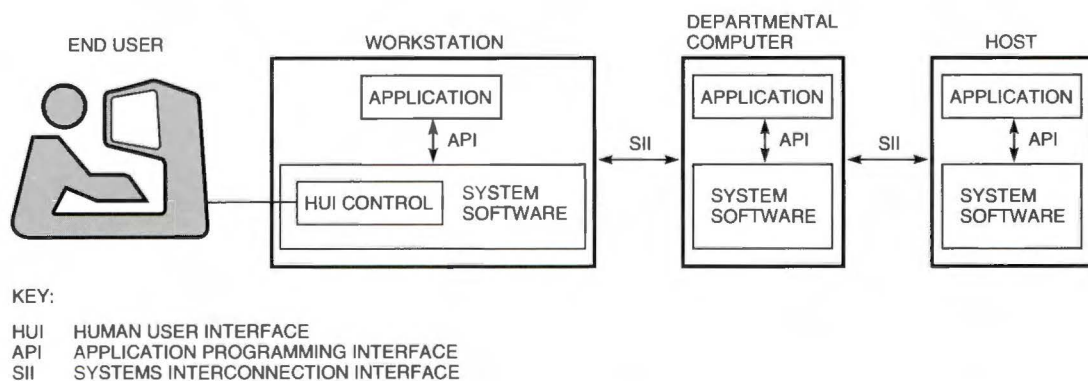 END USER
WORKSTATION
DEPARTMENTAL
COMPUTER
HOST
APPLICATION
API
HUI CONTROL
SYSTEM
SOFTWARE
SII
APPLICATION
API
SYSTEM
SOFTWARE
SII
APPLICATION
API
SYSTEM
SOFTWARE
KEY:
HUI HUMAN USER INTERFACE
API APPLICATION PROGRAMMING INTERFACE
SII SYSTEMS INTERCONNECTION INTERFACE